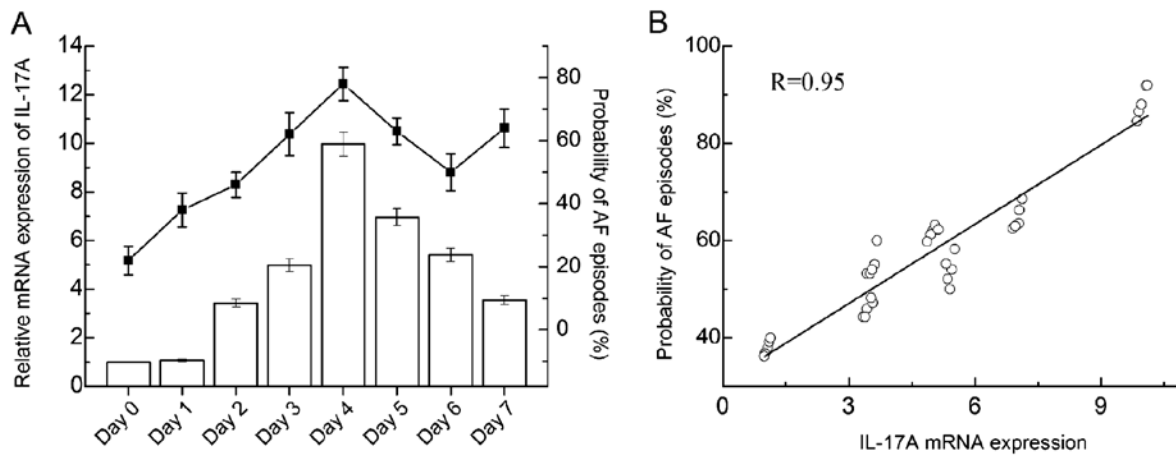 A
Relative mRNA expression of IL-17A
14
12
10
8
6
4
2
0
Day 0
Day 1
Day 2
Day 3
Day 4
Day 5
Day 6
Day 7
80
60
40
20
0
Probability of AF episodes (%)
B
Probability of AF episodes (%)
100
80
60
40
R=0.95
0
3
6
9
IL-17A mRNA expression